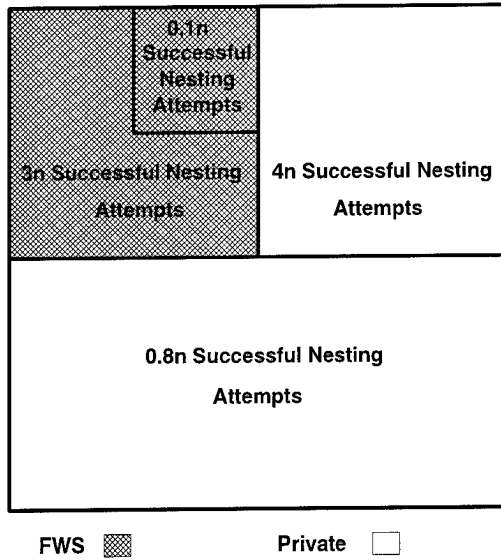 0.1n
Successful
Nesting
Attempts
3n Successful Nesting
Attempts
4n Successful Nesting
Attempts
0.8n Successful Nesting
Attempts
FWS
Private